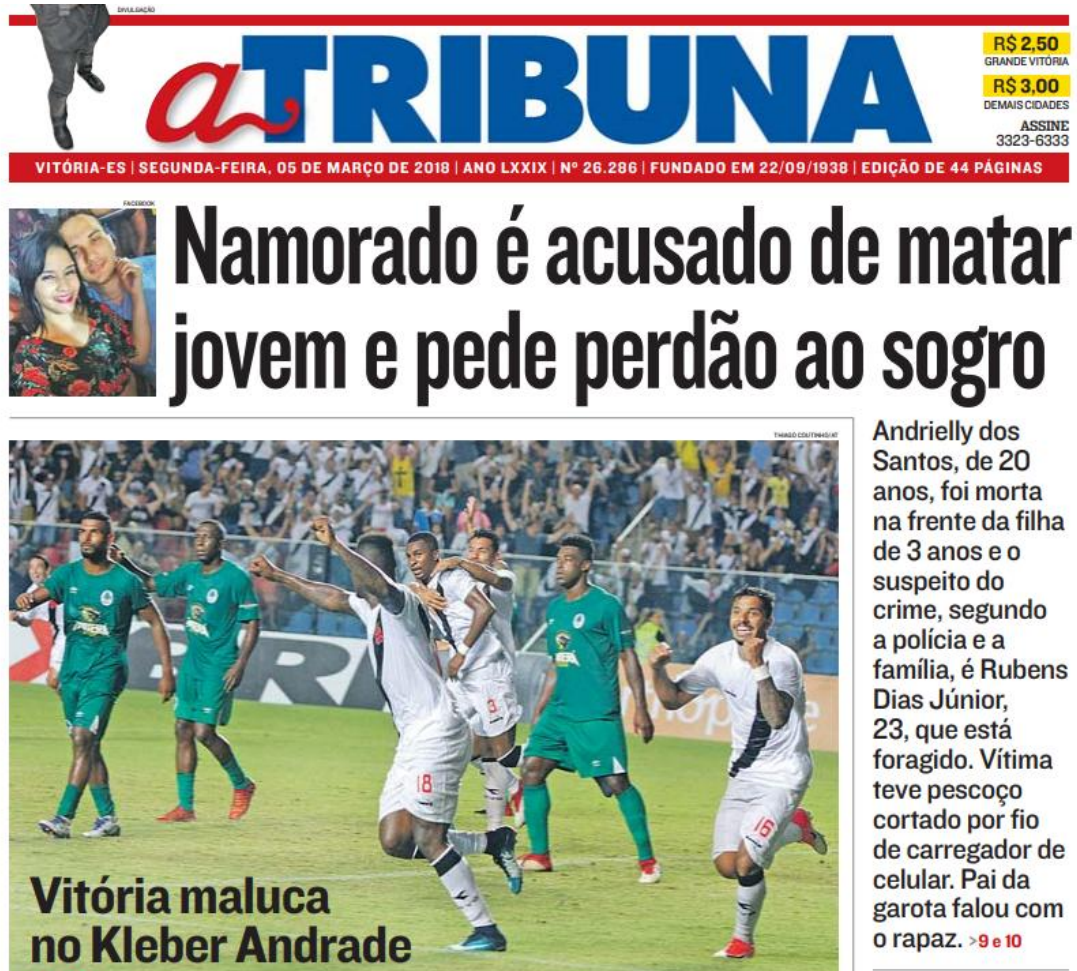 DIVULGAÇÃO
aTRIBUNA
R$ 2,50
GRANDE VITÓRIA
R$ 3,00
DEMAIS CIDADES
ASSINE
3323-6333
VITÓRIA-ES | SEGUNDA-FEIRA, 05 DE MARÇO DE 2018 | ANO LXXIX | Nº 26.286 | FUNDADO EM 22/09/1938 | EDIÇÃO DE 44 PÁGINAS
FACEBOOK
Namorado é acusado de matar
jovem e pede perdão ao sogro
THIAGO COUTINHO/AT
Andrielly dos
Santos, de 20
anos, foi morta
na frente da filha
de 3 anos e o
suspeito do
crime, segundo
a polícia e a
família, é Rubens
Dias Júnior,
23, que está
foragido. Vítima
teve pescoço
cortado por fio
de carregador de
celular. Pai da
garota falou com
o rapaz. >9 e 10
3
18
16
Vitória maluca
no Kleber Andrade